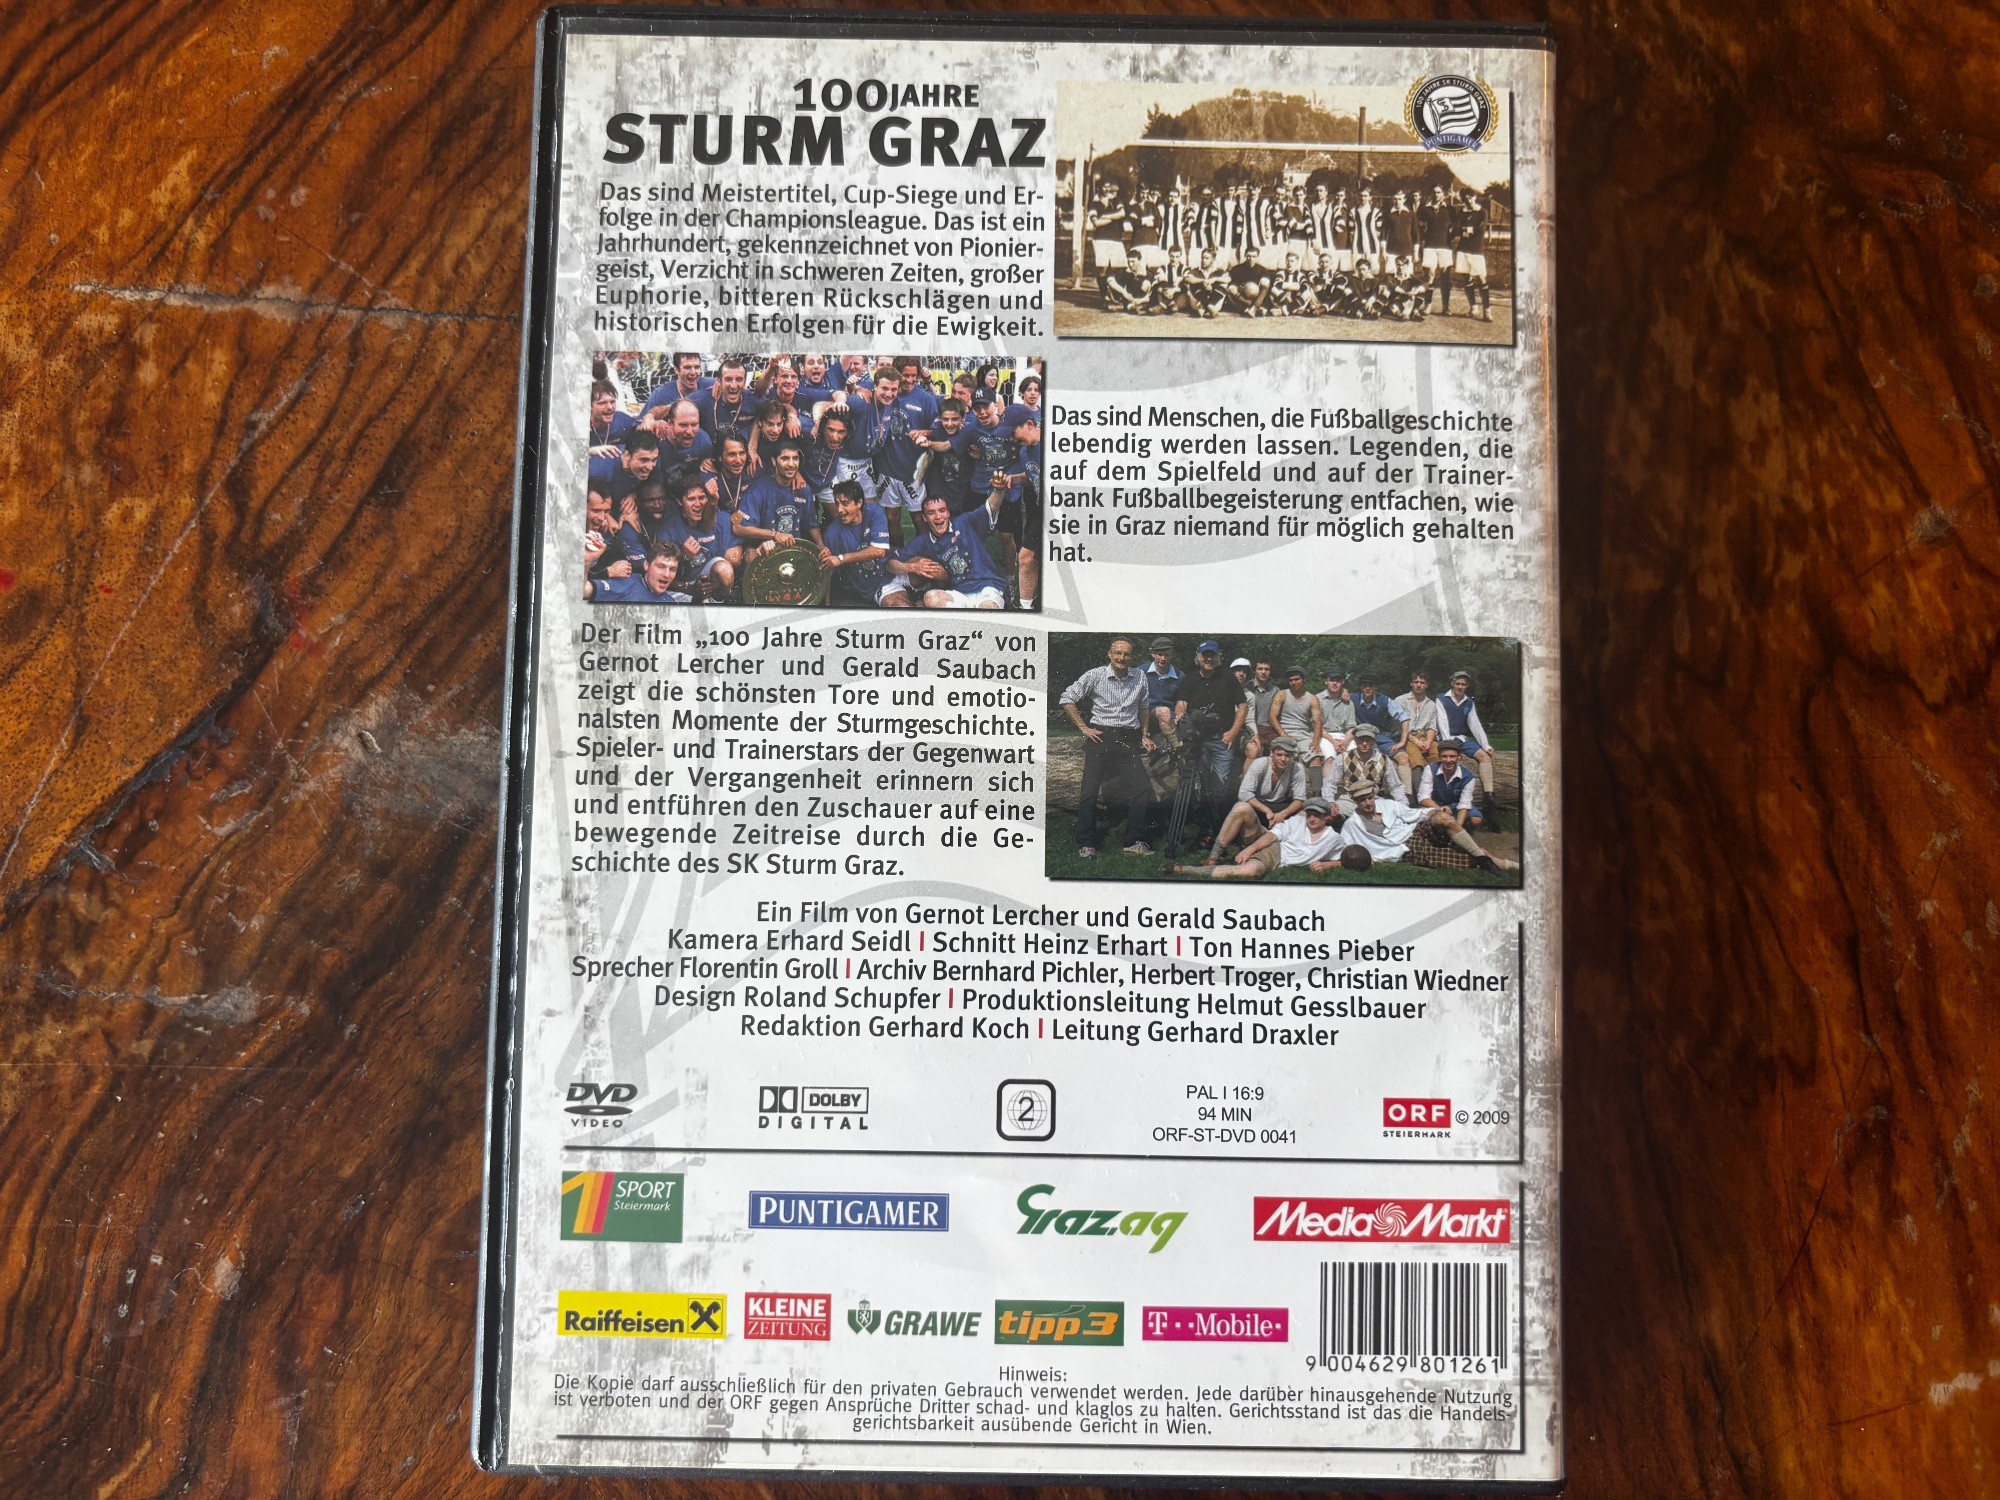 100 JAHRE
STURM GRAZ
100 JAHRE SK STURM GRAZ
PUNTIGAMER
Das sind Meistertitel, Cup-Siege und Er-
folge in der Championsleague. Das ist ein
Jahrhundert, gekennzeichnet von Pionier-
geist, Verzicht in schweren Zeiten, großer
Euphorie, bitteren Rückschlägen und
historischen Erfolgen für die Ewigkeit.
Das sind Menschen, die Fußballgeschichte
lebendig werden lassen. Legenden, die
auf dem Spielfeld und auf der Trainer-
bank Fußballbegeisterung entfachen, wie
sie in Graz niemand für möglich gehalten
hat.
Der Film „100 Jahre Sturm Graz“ von
Gernot Lercher und Gerald Saubach
zeigt die schönsten Tore und emotio-
nalsten Momente der Sturmgeschichte.
Spieler- und Trainerstars der Gegenwart
und der Vergangenheit erinnern sich
und entführen den Zuschauer auf eine
bewegende Zeitreise durch die Ge-
schichte des SK Sturm Graz.
Ein Film von Gernot Lercher und Gerald Saubach
Kamera Erhard Seidl | Schnitt Heinz Erhart | Ton Hannes Pieber
Sprecher Florentin Groll | Archiv Bernhard Pichler, Herbert Troger, Christian Wiedner
Design Roland Schupfer | Produktionsleitung Helmut Gesslbauer
Redaktion Gerhard Koch | Leitung Gerhard Draxler
DVD
VIDEO
DOLBY
DIGITAL
2
PAL | 16:9
94 MIN
ORF-ST-DVD 0041
ORF © 2009
STEIERMARK
1 SPORT
Steiermark
PUNTIGAMER
Graz.ag
Media Markt
Raiffeisen
KLEINE
ZEITUNG
GRAWE
tipp3
T··Mobile·
9 004629 801261
Hinweis:
Die Kopie darf ausschließlich für den privaten Gebrauch verwendet werden. Jede darüber hinausgehende Nutzung
ist verboten und der ORF gegen Ansprüche Dritter schad- und klaglos zu halten. Gerichtsstand ist das die Handels-
gerichtsbarkeit ausübende Gericht in Wien.